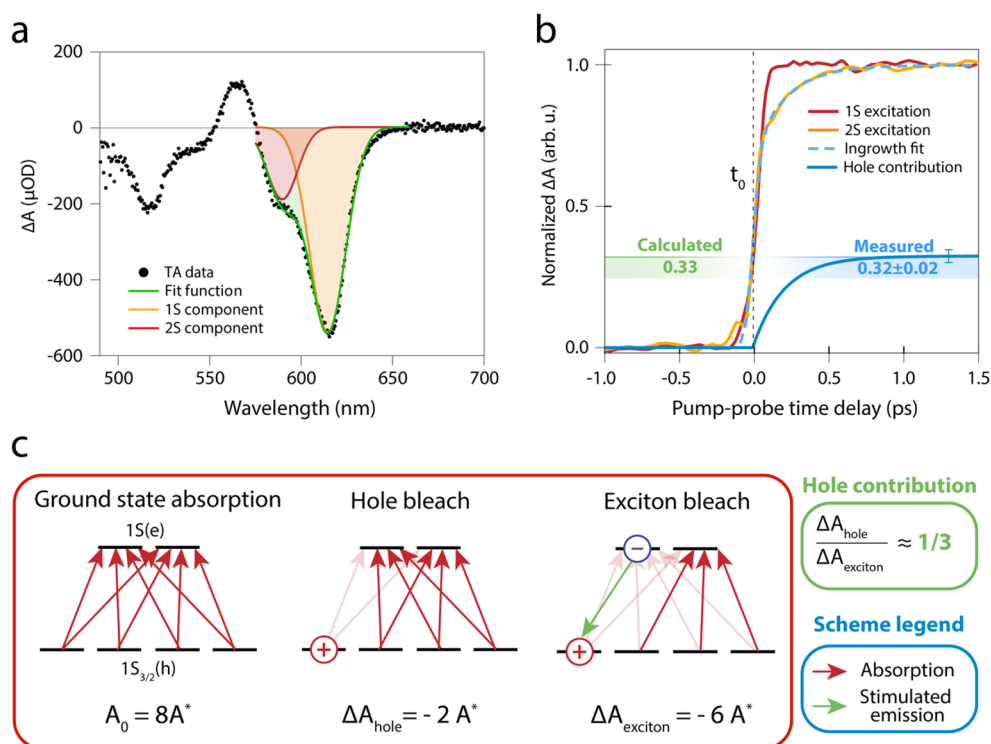 a
200
0
-200
-400
-600
ΔA (μOD)
TA data
Fit function
1S component
2S component
500
550
600
650
700
Wavelength (nm)
b
1.0
0.5
0.0
Normalized ΔA (arb. u.)
t₀
1S excitation
2S excitation
Ingrowth fit
Hole contribution
Calculated
0.33
Measured
0.32±0.02
-1.0
-0.5
0.0
0.5
1.0
1.5
Pump-probe time delay (ps)
c
Ground state absorption
1S(e)
1S₃/₂(h)
A₀ = 8A*
Hole bleach
+
ΔA_hole = - 2 A*
Exciton bleach
−
+
ΔA_exciton = - 6 A*
Hole contribution
ΔA_hole
ΔA_exciton
≈ 1/3
Scheme legend
Absorption
Stimulated
emission